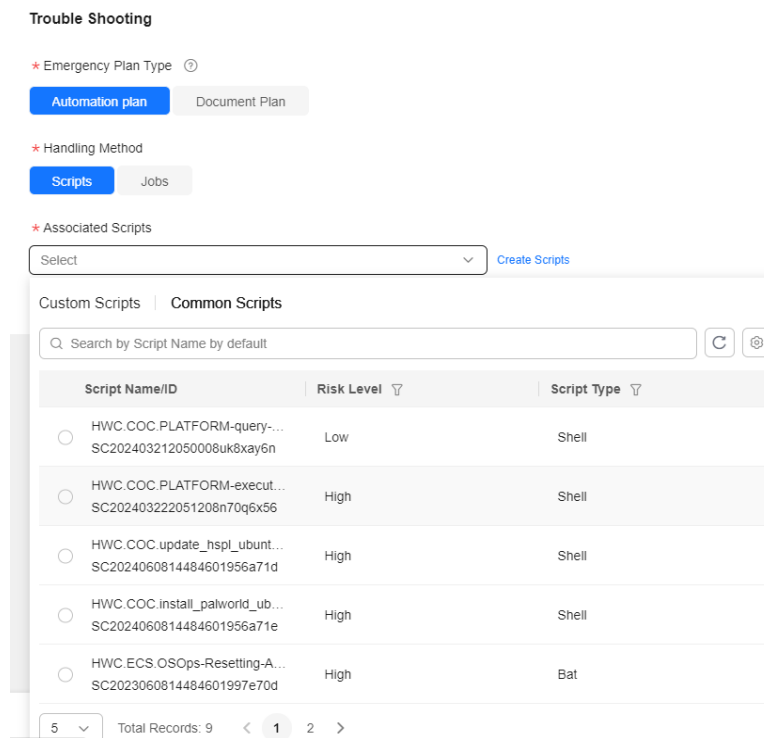 Trouble Shooting
* Emergency Plan Type ?
Automation plan Document Plan
* Handling Method
Scripts Jobs
* Associated Scripts
Select Create Scripts
Custom Scripts Common Scripts
Search by Script Name by default
Script Name/ID Risk Level Script Type
HWC.COC.PLATFORM-query-...
SC202403212050008uk8xay6n
Low Shell
HWC.COC.PLATFORM-execut...
SC202403222051208n70q6x56
High Shell
HWC.COC.update_hspl_ubunt...
SC2024060814484601956a71d
High Shell
HWC.COC.install_palworld_ub...
SC2024060814484601956a71e
High Shell
HWC.ECS.OSOps-Resetting-A...
SC2023060814484601997e70d
High Bat
5 Total Records: 9 < 1 2 >